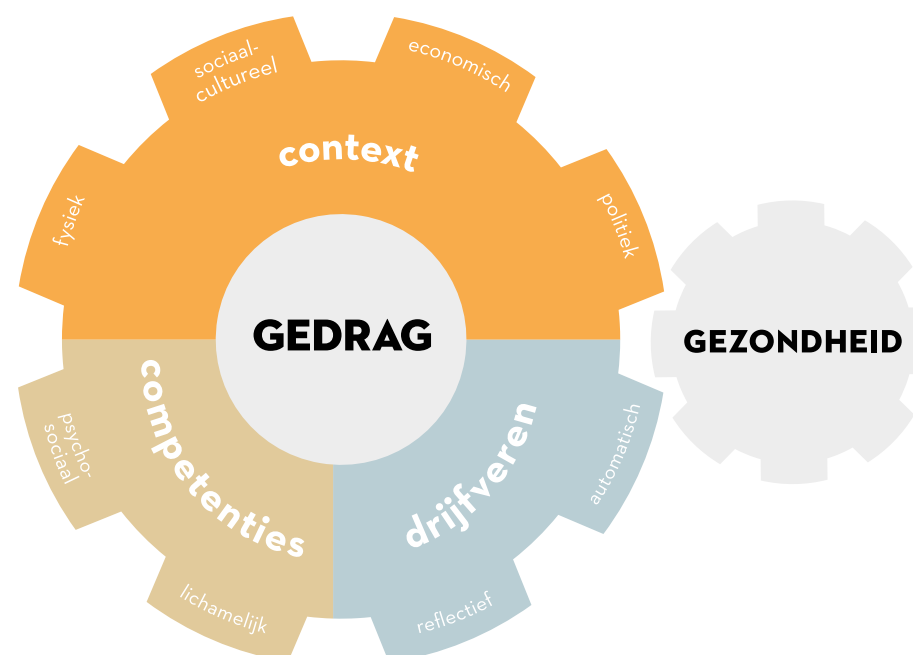 sociaal-
cultureel
economisch
context
fysiek
politiek
GEDRAG
GEZONDHEID
competenties
drijfveren
psycho-
sociaal
automatisch
lichamelijk
reflectief